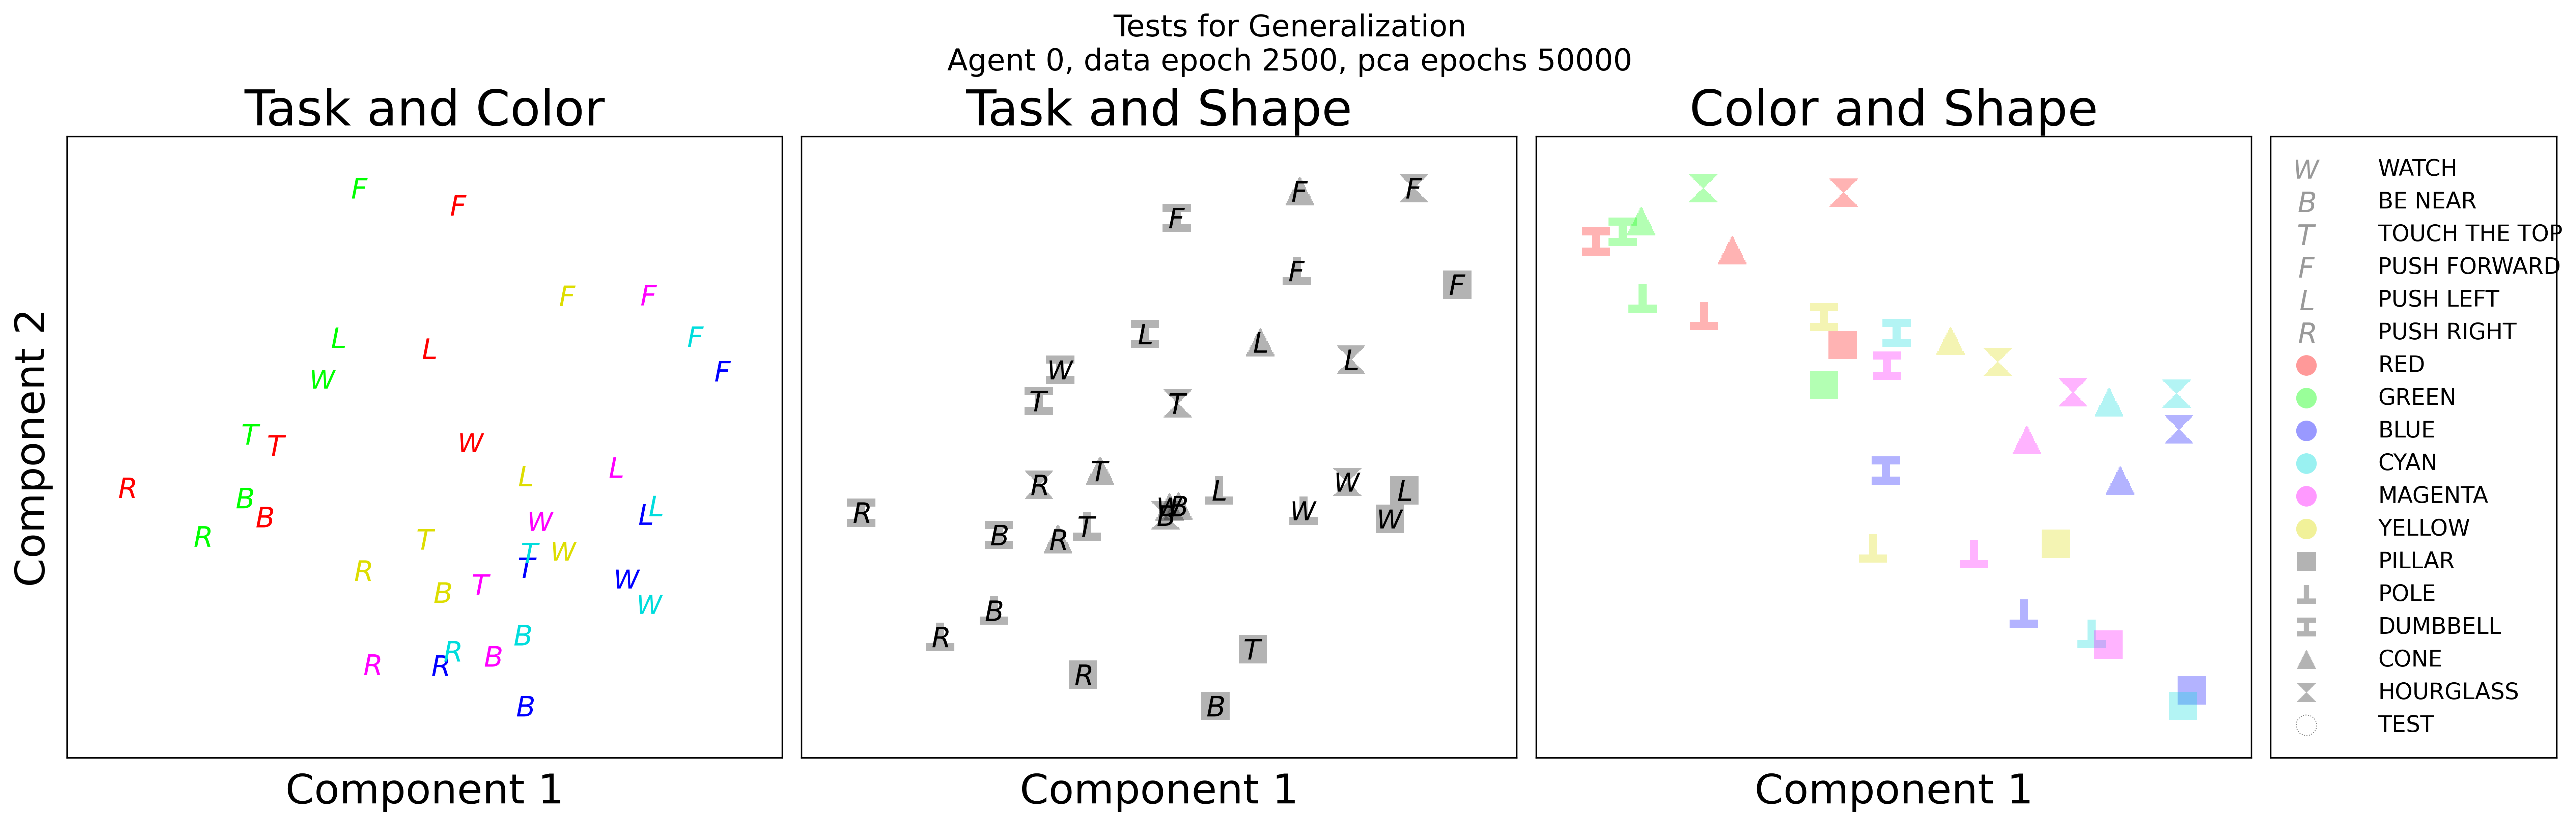 Tests for Generalization
Agent 0, data epoch 2500, pca epochs 50000
Task and Color
Task and Shape
Color and Shape
Component 2
F
F
F
F
F
F
L
L
W
T
T
W
R
L
L
B
B
L
L
W
R
T
T
W
T
R
T
B
W
W
B
R
R
R
B
B
F
F
F
F
F
L
L
L
W
T
T
T
R
W
L
L
R
W
W
W
B
B
B
T
R
B
R
T
R
B
Component 1
Component 1
Component 1
W WATCH
B BE NEAR
T TOUCH THE TOP
F PUSH FORWARD
L PUSH LEFT
R PUSH RIGHT
RED
GREEN
BLUE
CYAN
MAGENTA
YELLOW
PILLAR
POLE
DUMBBELL
CONE
HOURGLASS
TEST